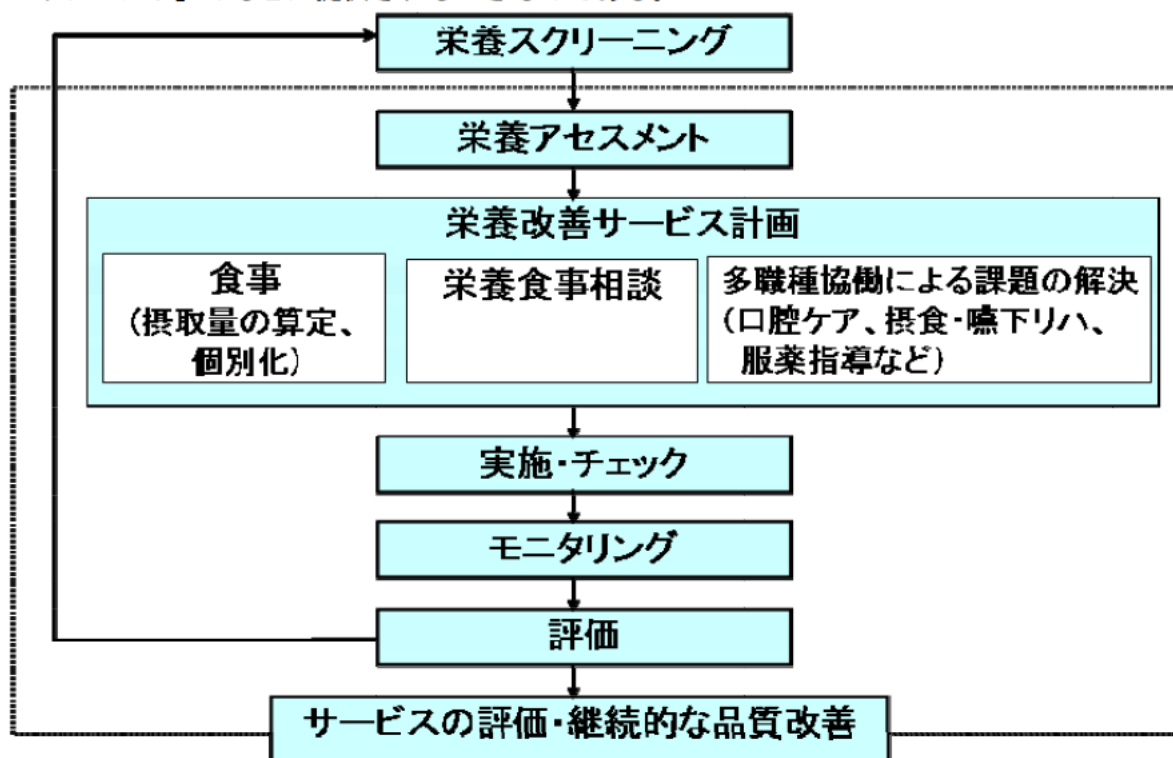 栄養スクリーニング
栄養アセスメント
栄養改善サービス計画
食事
(摂取量の算定、
個別化)
栄養食事相談
多職種協働による課題の解決
(口腔ケア、摂食・嚥下リハ、
服薬指導など)
実施・チェック
モニタリング
評価
サービスの評価・継続的な品質改善